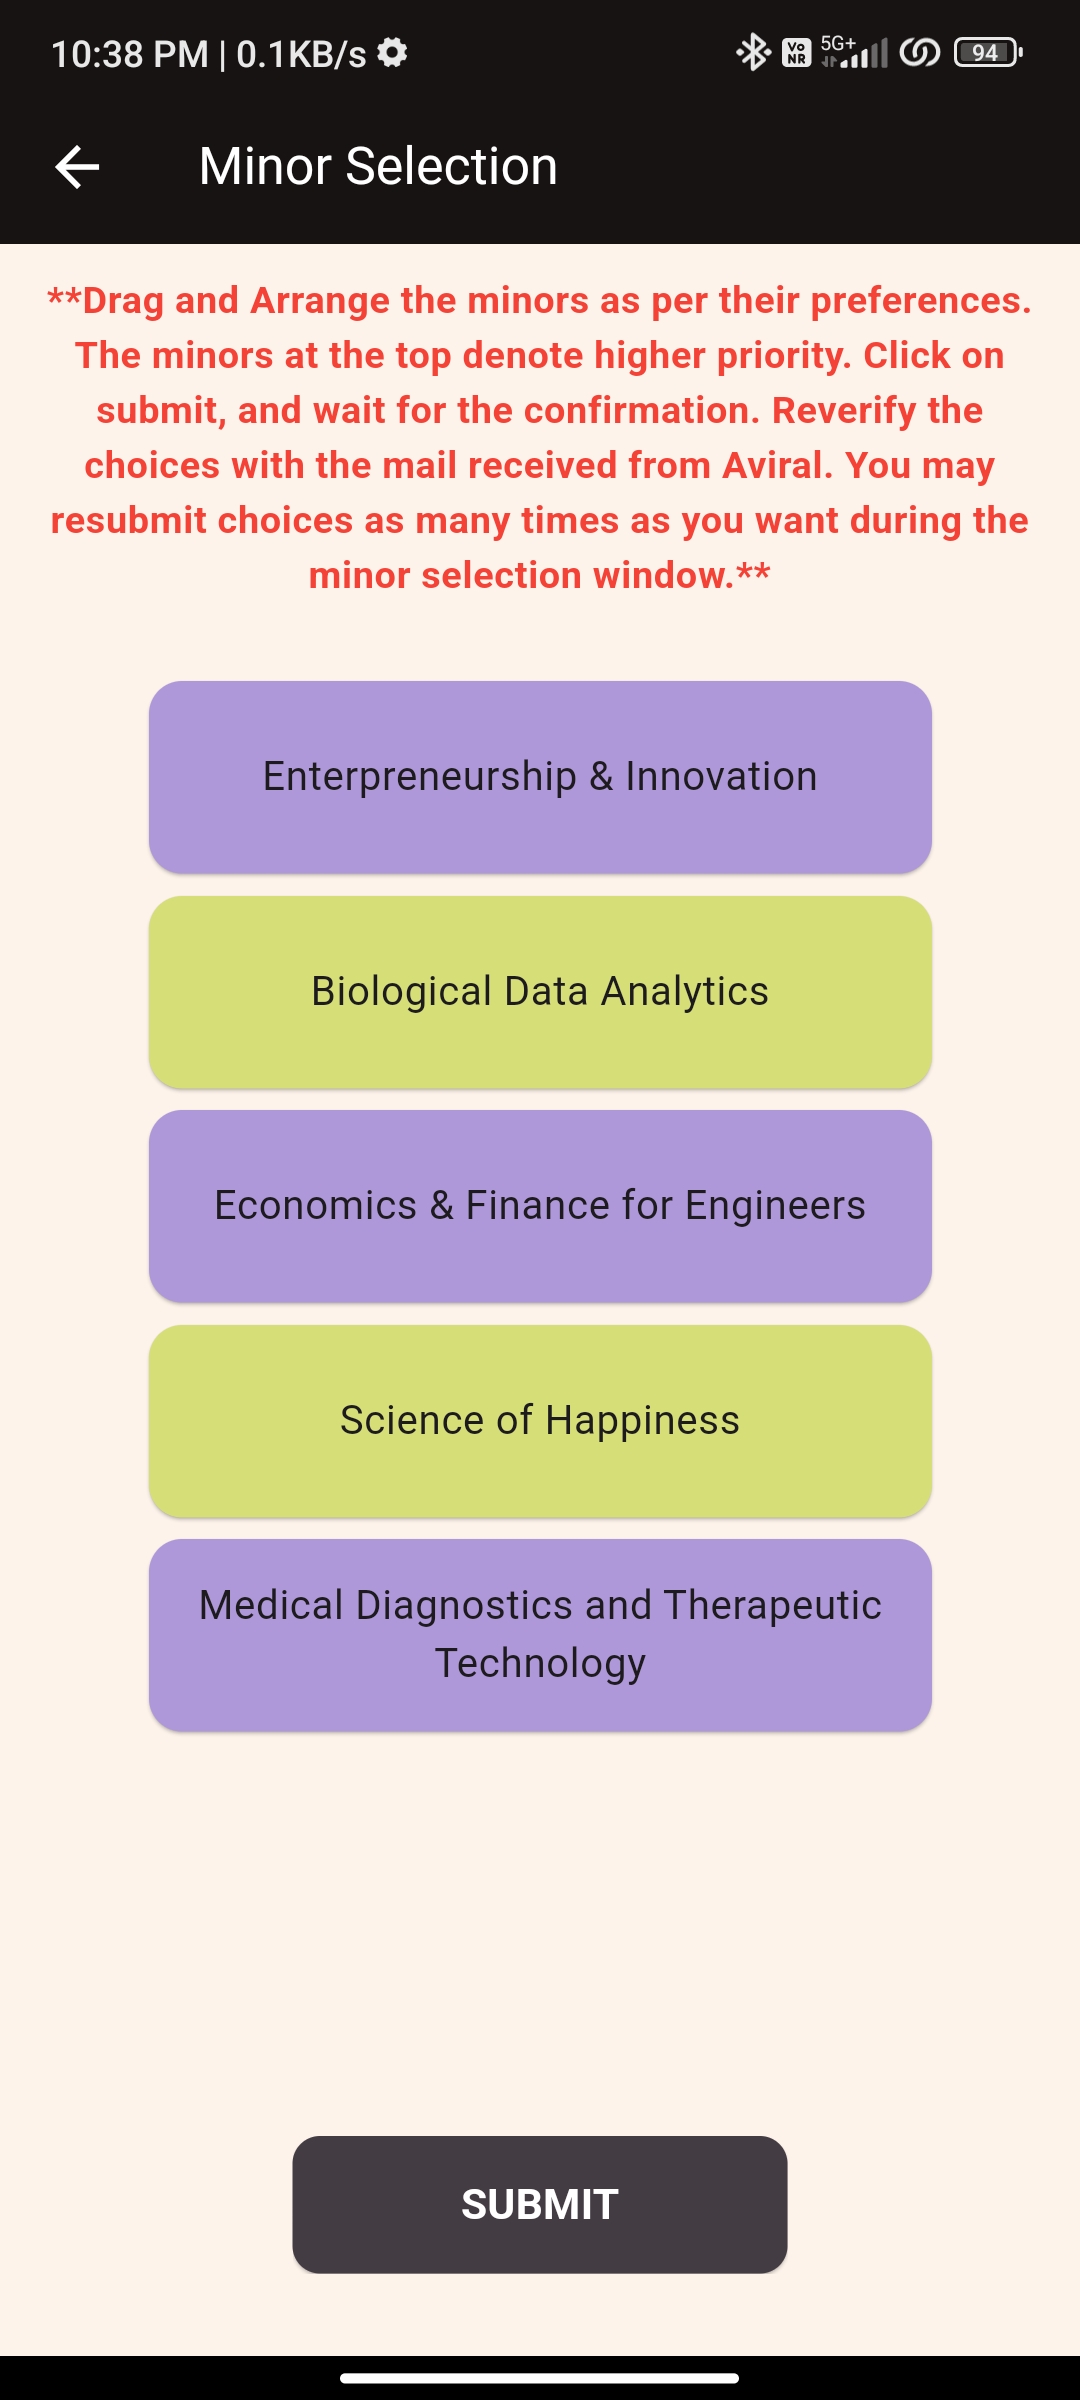 10:38 PM | 0.1KB/s
Vo
NR
5G+
94
Minor Selection
**Drag and Arrange the minors as per their preferences.
The minors at the top denote higher priority. Click on
submit, and wait for the confirmation. Reverify the
choices with the mail received from Aviral. You may
resubmit choices as many times as you want during the
minor selection window.**
Enterpreneurship & Innovation
Biological Data Analytics
Economics & Finance for Engineers
Science of Happiness
Medical Diagnostics and Therapeutic
Technology
SUBMIT